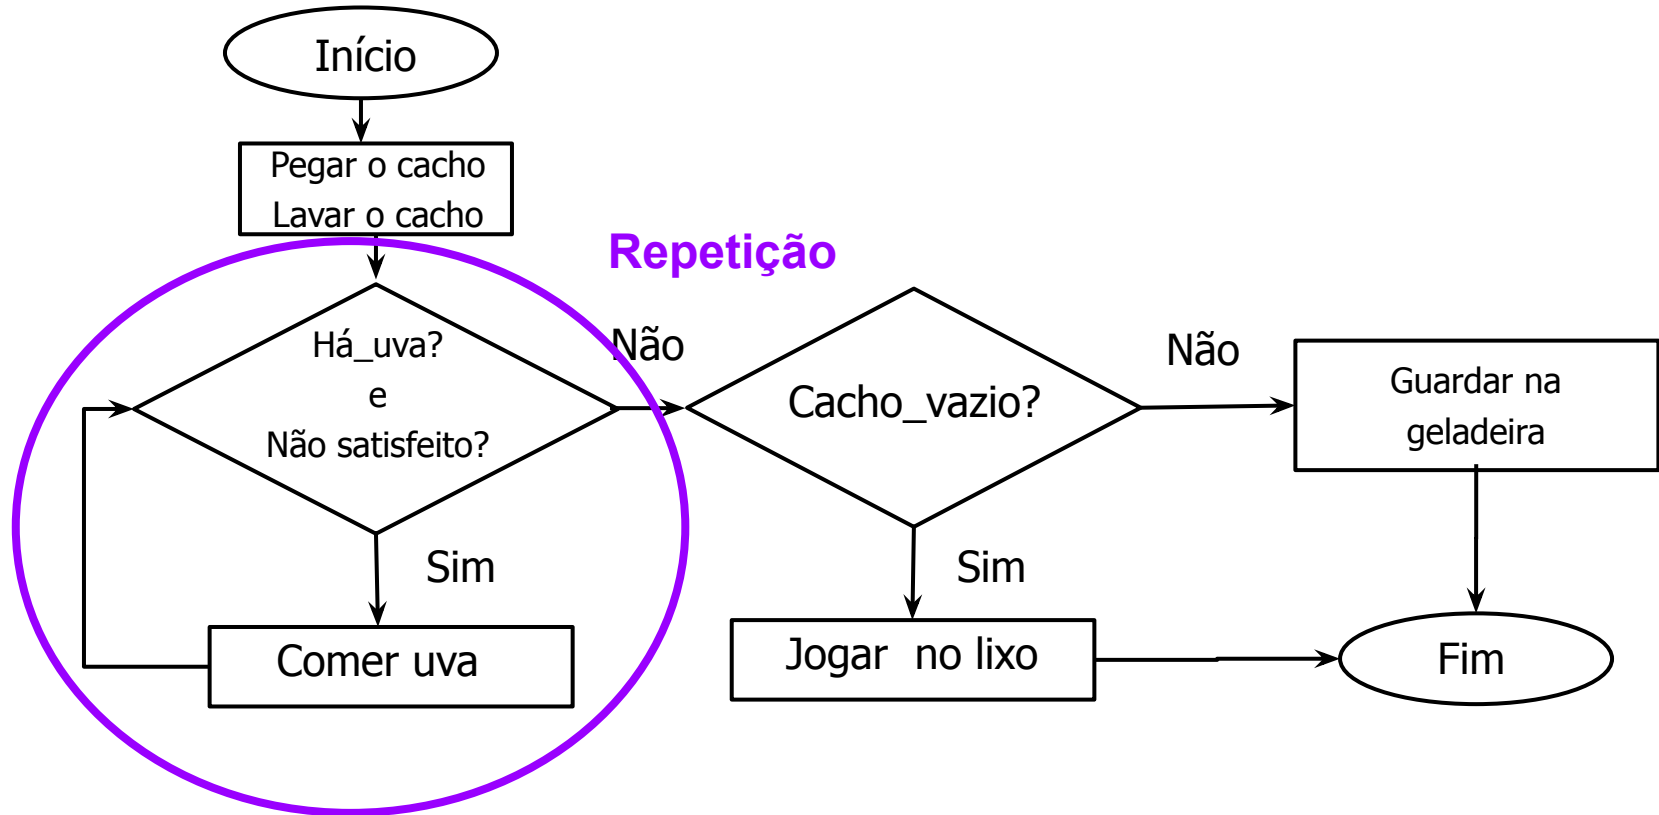 Início
Pegar o cacho
Lavar o cacho
Repetição
Há_uva?
e
Não satisfeito?
Não
Sim
Comer uva
Cacho_vazio?
Não
Sim
Guardar na
geladeira
Jogar no lixo
Fim